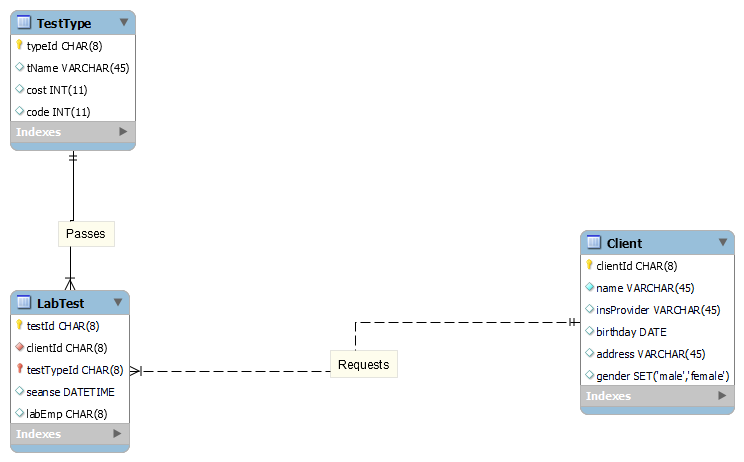 TestType
typeId CHAR(8)
tName VARCHAR(45)
cost INT(11)
code INT(11)
Indexes
Passes
LabTest
testId CHAR(8)
clientId CHAR(8)
testTypeId CHAR(8)
seanse DATETIME
labEmp CHAR(8)
Indexes
Requests
Client
clientId CHAR(8)
name VARCHAR(45)
insProvider VARCHAR(45)
birthday DATE
address VARCHAR(45)
gender SET('male','female')
Indexes